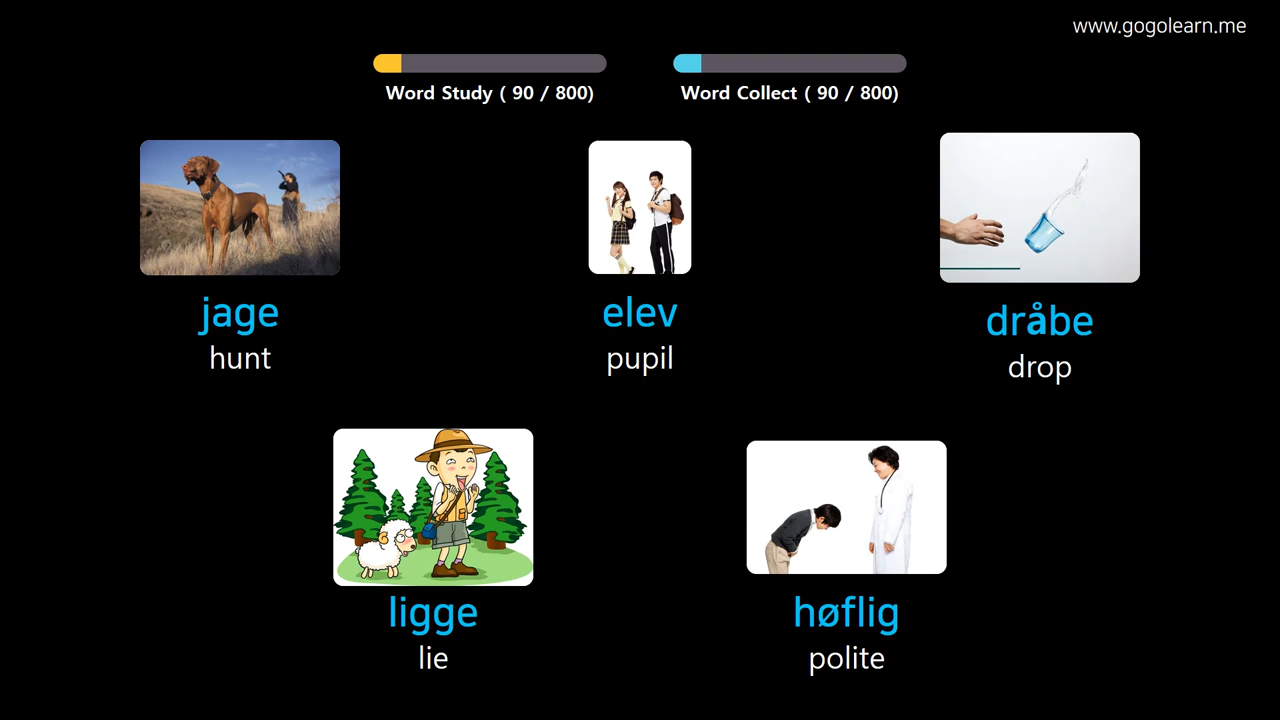 www.gogolearn.me
Word Study ( 90 / 800)
Word Collect ( 90 / 800)
jage
hunt
elev
pupil
dråbe
drop
ligge
lie
høflig
polite